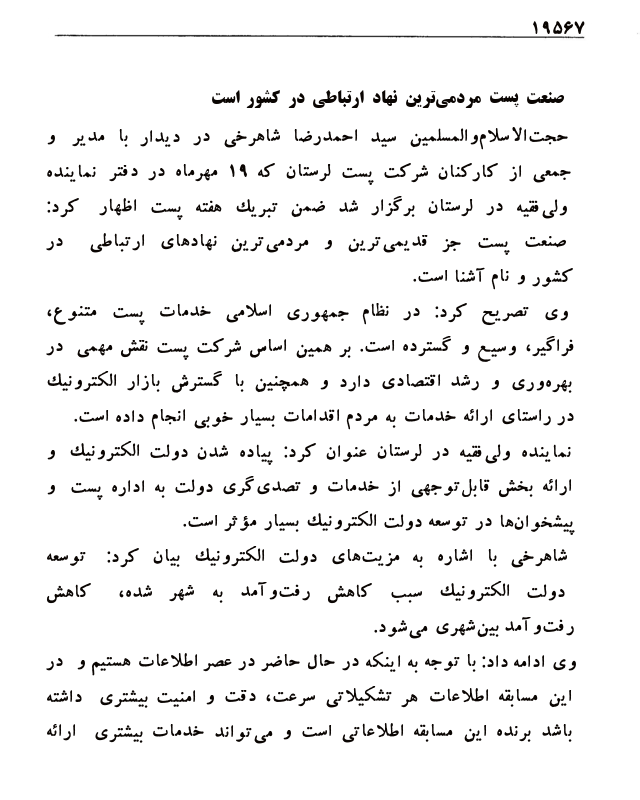 ۱۹۵۶۷
صنعت پست مردمی‌ترین نهاد ارتباطی در کشور است
حجت‌الاسلام‌والمسلمین سید احمدرضا شاهرخی در دیدار با مدیر و
جمعی از کارکنان شرکت پست لرستان که ۱۹ مهرماه در دفتر نماینده
ولی‌فقیه در لرستان برگزار شد ضمن تبریك هفته پست اظهار کرد:
صنعت پست جز قدیمی‌ترین و مردمی‌ترین نهادهای ارتباطی در
کشور و نام آشنا است.
وی تصریح کرد: در نظام جمهوری اسلامی خدمات پست متنوع،
فراگیر، وسیع و گسترده است. بر همین اساس شرکت پست نقش مهمی در
بهره‌وری و رشد اقتصادی دارد و همچنین با گسترش بازار الکترونیك
در راستای ارائه خدمات به مردم اقدامات بسیار خوبی انجام داده است.
نماینده ولی‌فقیه در لرستان عنوان کرد: پیاده شدن دولت الکترونیك و
ارائه بخش قابل‌توجهی از خدمات و تصدی‌گری دولت به اداره پست و
پیشخوان‌ها در توسعه دولت الکترونیك بسیار مؤثر است.
شاهرخی با اشاره به مزیت‌های دولت الکترونیك بیان کرد: توسعه
دولت الکترونیك سبب کاهش رفت‌وآمد به شهر شده، کاهش
رفت‌وآمد بین‌شهری می‌شود.
وی ادامه داد: با توجه به اینکه در حال حاضر در عصر اطلاعات هستیم و در
این مسابقه اطلاعات هر تشکیلاتی سرعت، دقت و امنیت بیشتری داشته
باشد برنده این مسابقه اطلاعاتی است و می‌تواند خدمات بیشتری ارائه